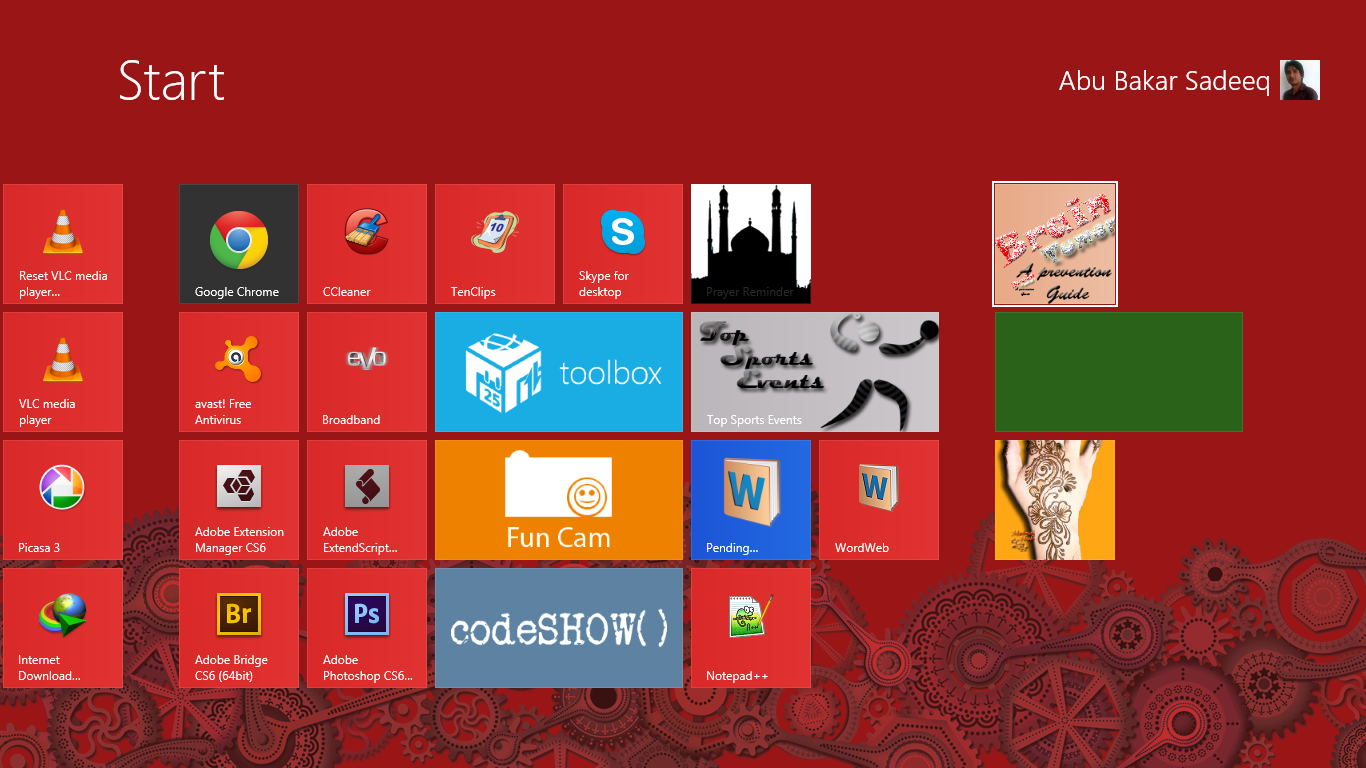 Start
Abu Bakar Sadeeq
Reset VLC media
player...
Google Chrome
CCleaner
10
TenClips
S
Skype for
desktop
Prayer Reminder
Brain
Tumor
A prevention
Guide
VLC media
player
a
avast! Free
Antivirus
evo
Broadband
25
toolbox
Top
Sports
Events
Top Sports Events
Picasa 3
Adobe Extension
Manager CS6
Adobe
ExtendScript...
Fun Cam
W
Pending...
W
WordWeb
Internet
Download...
Br
Adobe Bridge
CS6 (64bit)
Ps
Adobe
Photoshop CS6...
codeSHOW()
Notepad++